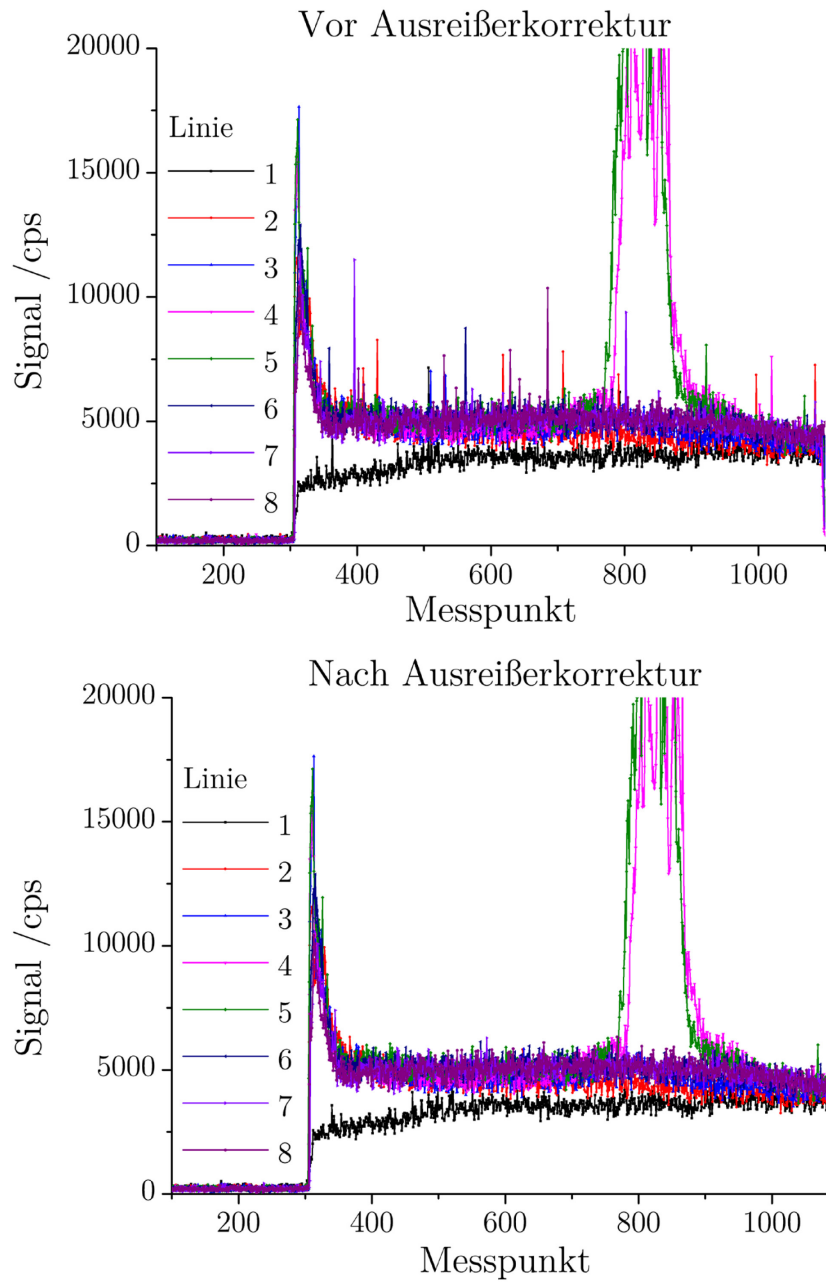 Vor Ausreißerkorrektur
20000
15000
10000
5000
0
Signal /cps
Linie
1
2
3
4
5
6
7
8
200 400 600 800 1000
Messpunkt
Nach Ausreißerkorrektur
20000
15000
10000
5000
0
Signal /cps
Linie
1
2
3
4
5
6
7
8
200 400 600 800 1000
Messpunkt